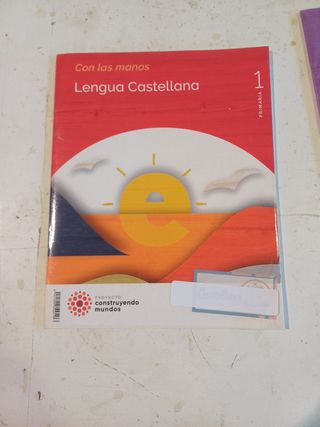 Con las manos
Lengua Castellana
1
PRIMARIA
e
PROYECTO
construyendo
mundos